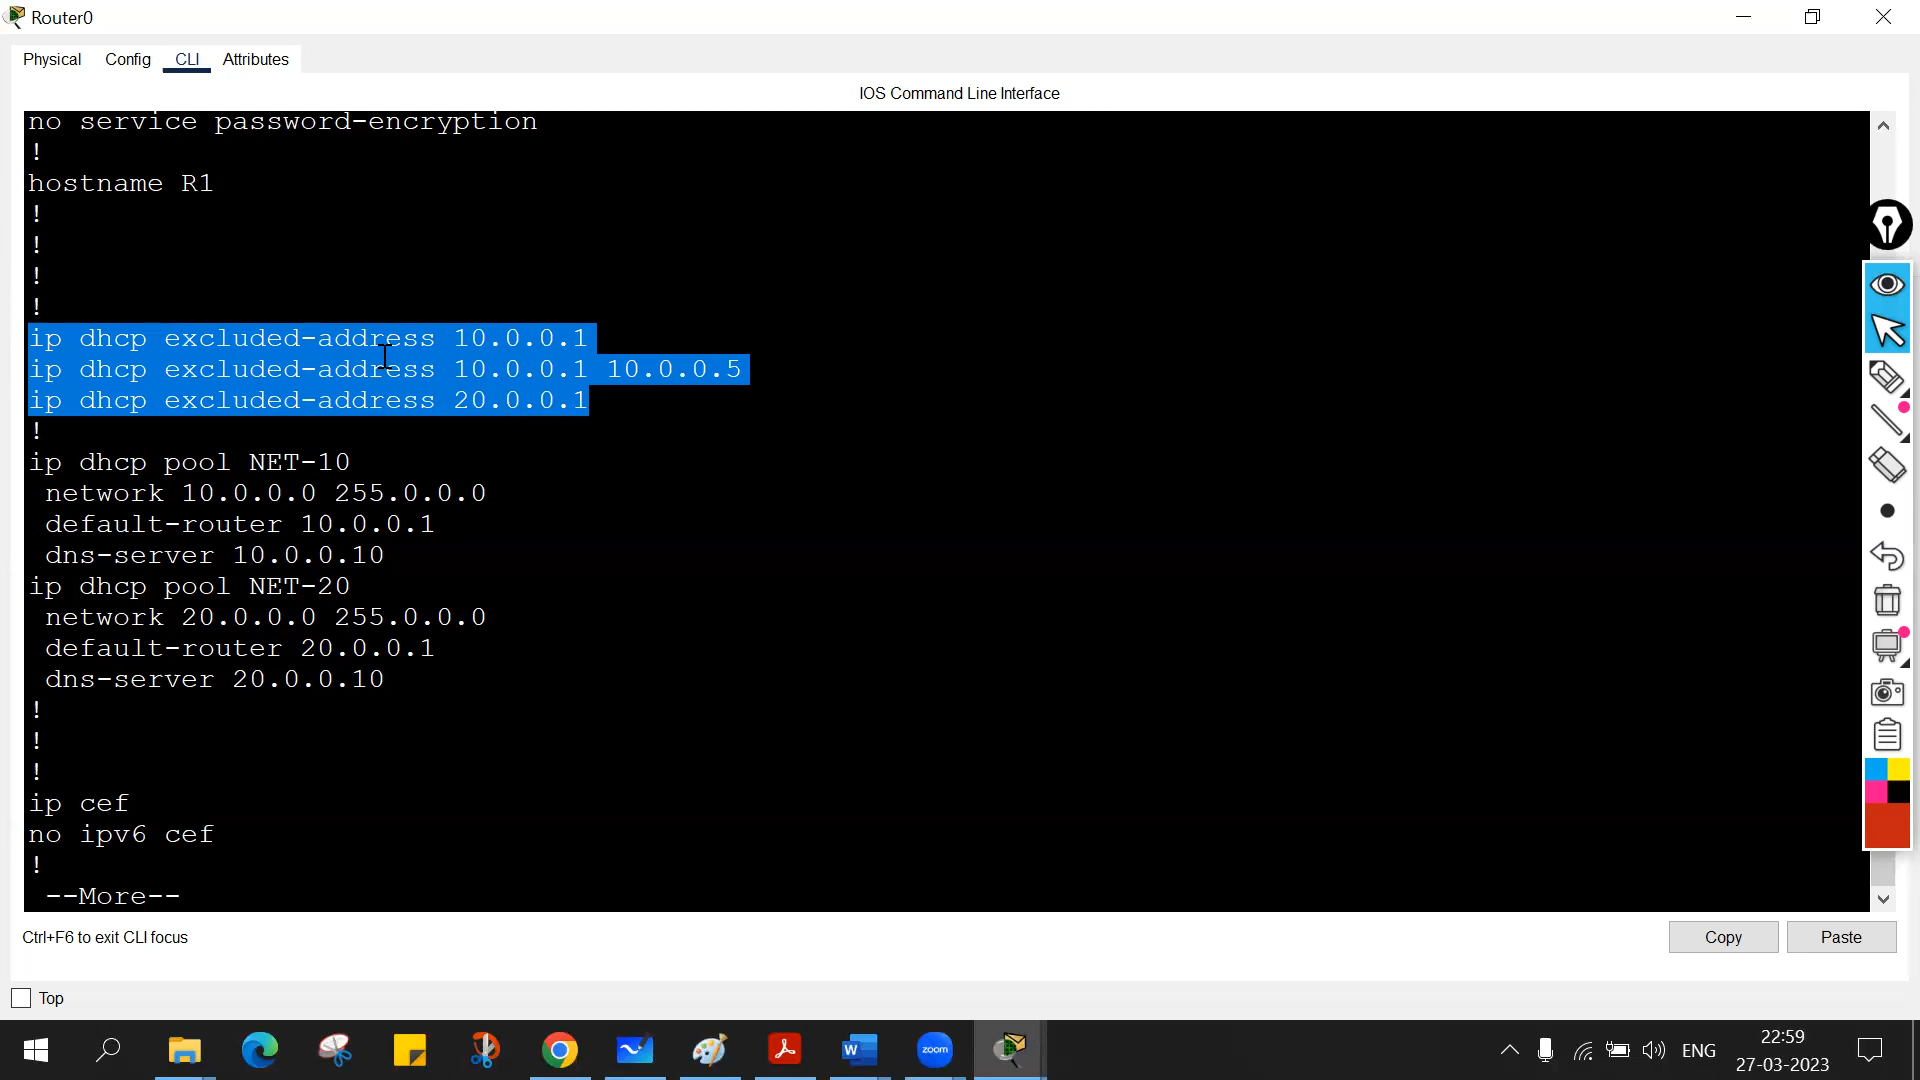 Router0
Physical Config CLI Attributes
IOS Command Line Interface
no service password-encryption
!
hostname R1
!
!
!
!
ip dhcp excluded-address 10.0.0.1
ip dhcp excluded-address 10.0.0.1 10.0.0.5
ip dhcp excluded-address 20.0.0.1
!
ip dhcp pool NET-10
network 10.0.0.0 255.0.0.0
default-router 10.0.0.1
dns-server 10.0.0.10
ip dhcp pool NET-20
network 20.0.0.0 255.0.0.0
default-router 20.0.0.1
dns-server 20.0.0.10
!
!
!
ip cef
no ipv6 cef
!
--More--
Ctrl+F6 to exit CLI focus
Copy Paste
Top
W zoom ENG
22:59
27-03-2023